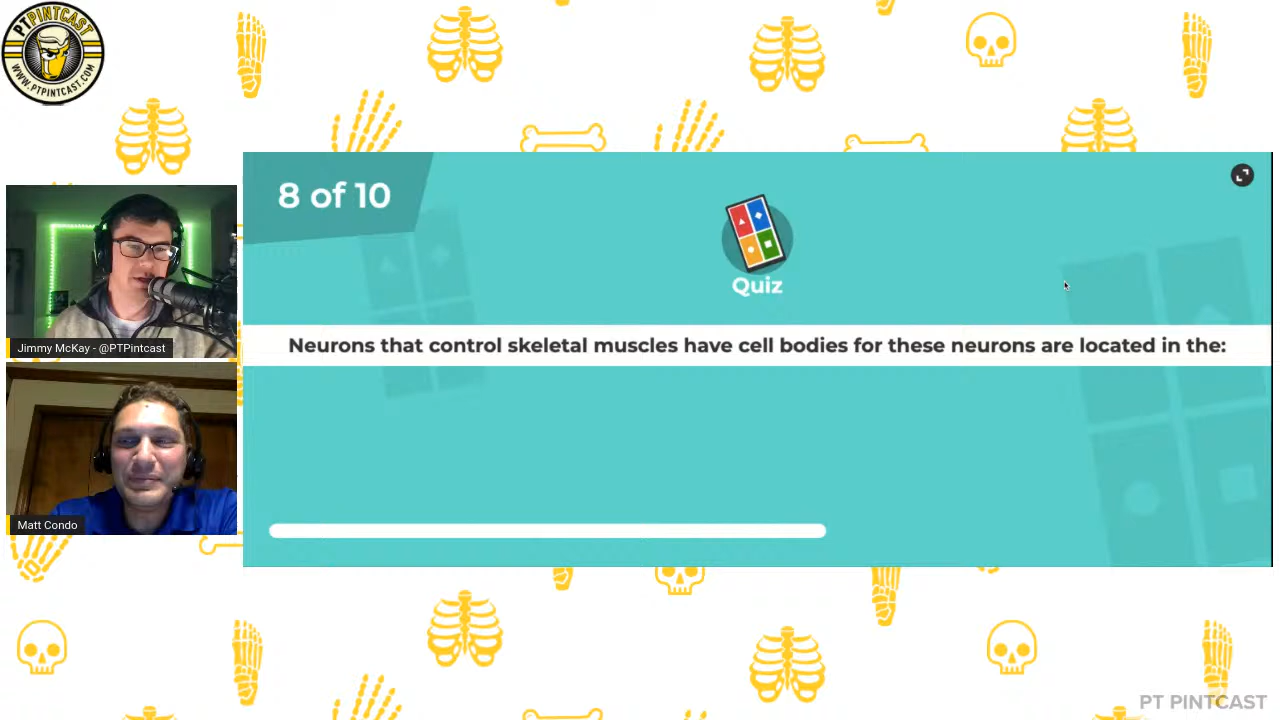 PT PINTCAST
WWW.PTPINTCAST.COM
8 of 10
Quiz
Neurons that control skeletal muscles have cell bodies for these neurons are located in the:
Jimmy McKay - @PTPintcast
Matt Condo
PT PINTCAST